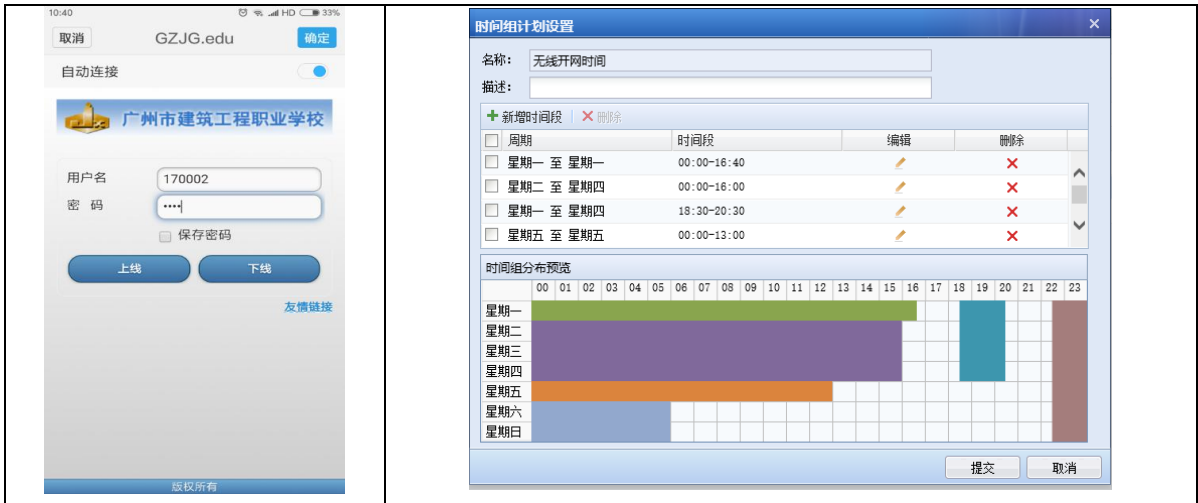 10:40 HD 33%
取消 GZJG.edu 确定
自动连接
广州市建筑工程职业学校
用户名 170002
密 码 ····
保存密码
上线 下线
友情链接
版权所有
时间组计划设置
名称: 无线开网时间
描述:
新增时间段 删除
周期 时间段 编辑 删除
星期一 至 星期一 00:00-16:40
星期二 至 星期四 00:00-16:00
星期一 至 星期四 18:30-20:30
星期五 至 星期五 00:00-13:00
时间组分布预览
00 01 02 03 04 05 06 07 08 09 10 11 12 13 14 15 16 17 18 19 20 21 22 23
星期一
星期二
星期三
星期四
星期五
星期六
星期日
提交 取消